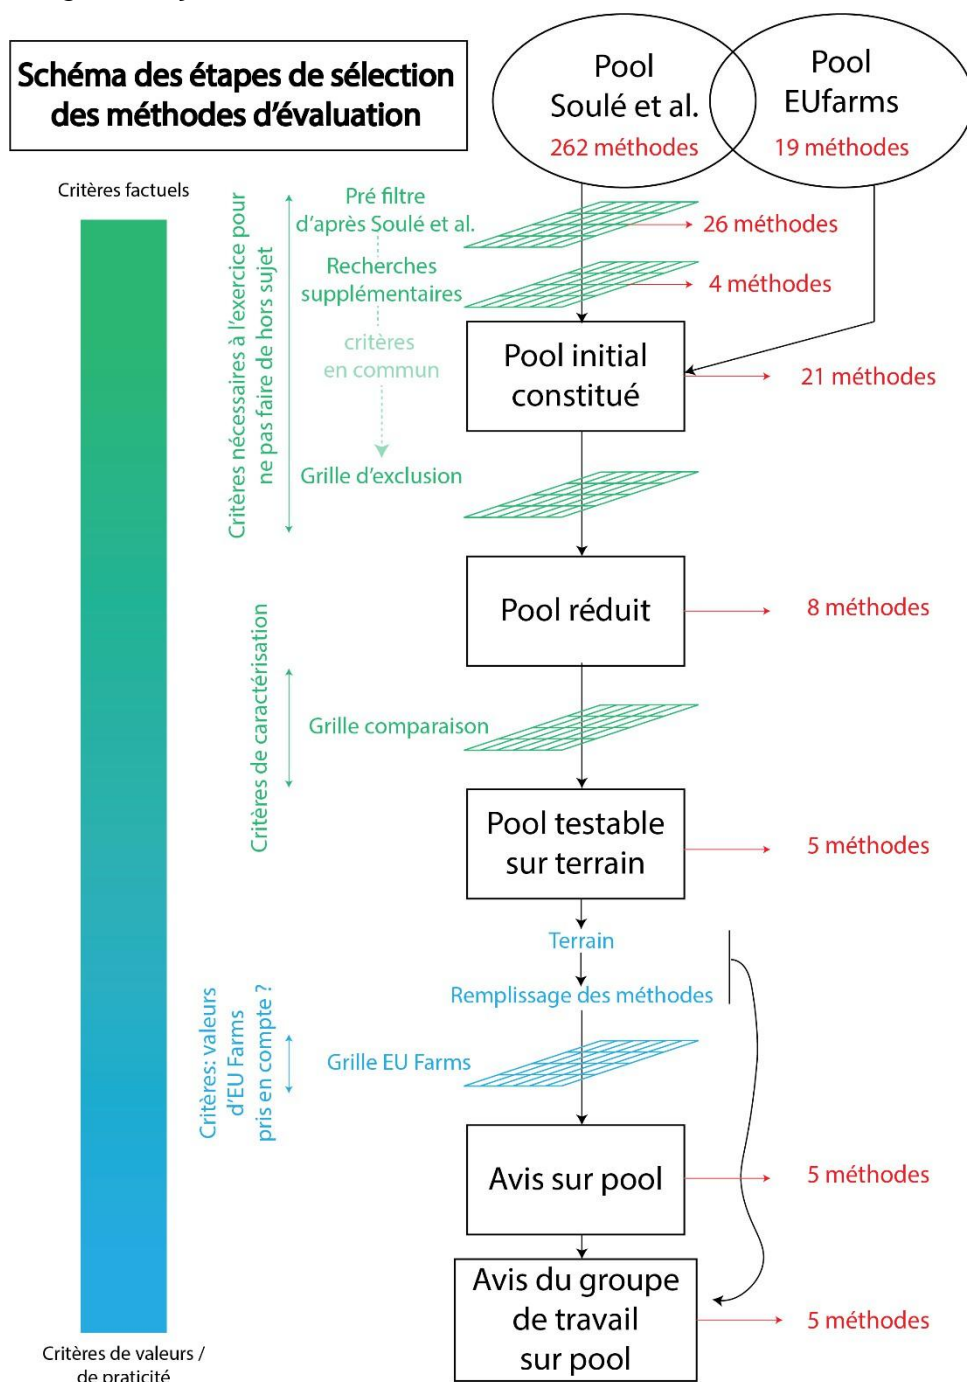 Schéma des étapes de sélection
des méthodes d'évaluation
Pool
Soulé et al.
262 méthodes
Pool
EUfarms
19 méthodes
Critères factuels
Critères nécessaires à l'exercice pour
ne pas faire de hors sujet
Pré filtre
d'après Soulé et al.
26 méthodes
Recherches
supplémentaires
4 méthodes
critères
en commun
Pool initial
constitué
21 méthodes
Grille d'exclusion
Pool réduit
8 méthodes
Critères de caractérisation
Grille comparaison
Pool testable
sur terrain
5 méthodes
Terrain
Remplissage des méthodes
Critères: valeurs
d'EU Farms
pris en compte ?
Grille EU Farms
Avis sur pool
5 méthodes
Avis du groupe
de travail
sur pool
5 méthodes
Critères de valeurs /
de praticité